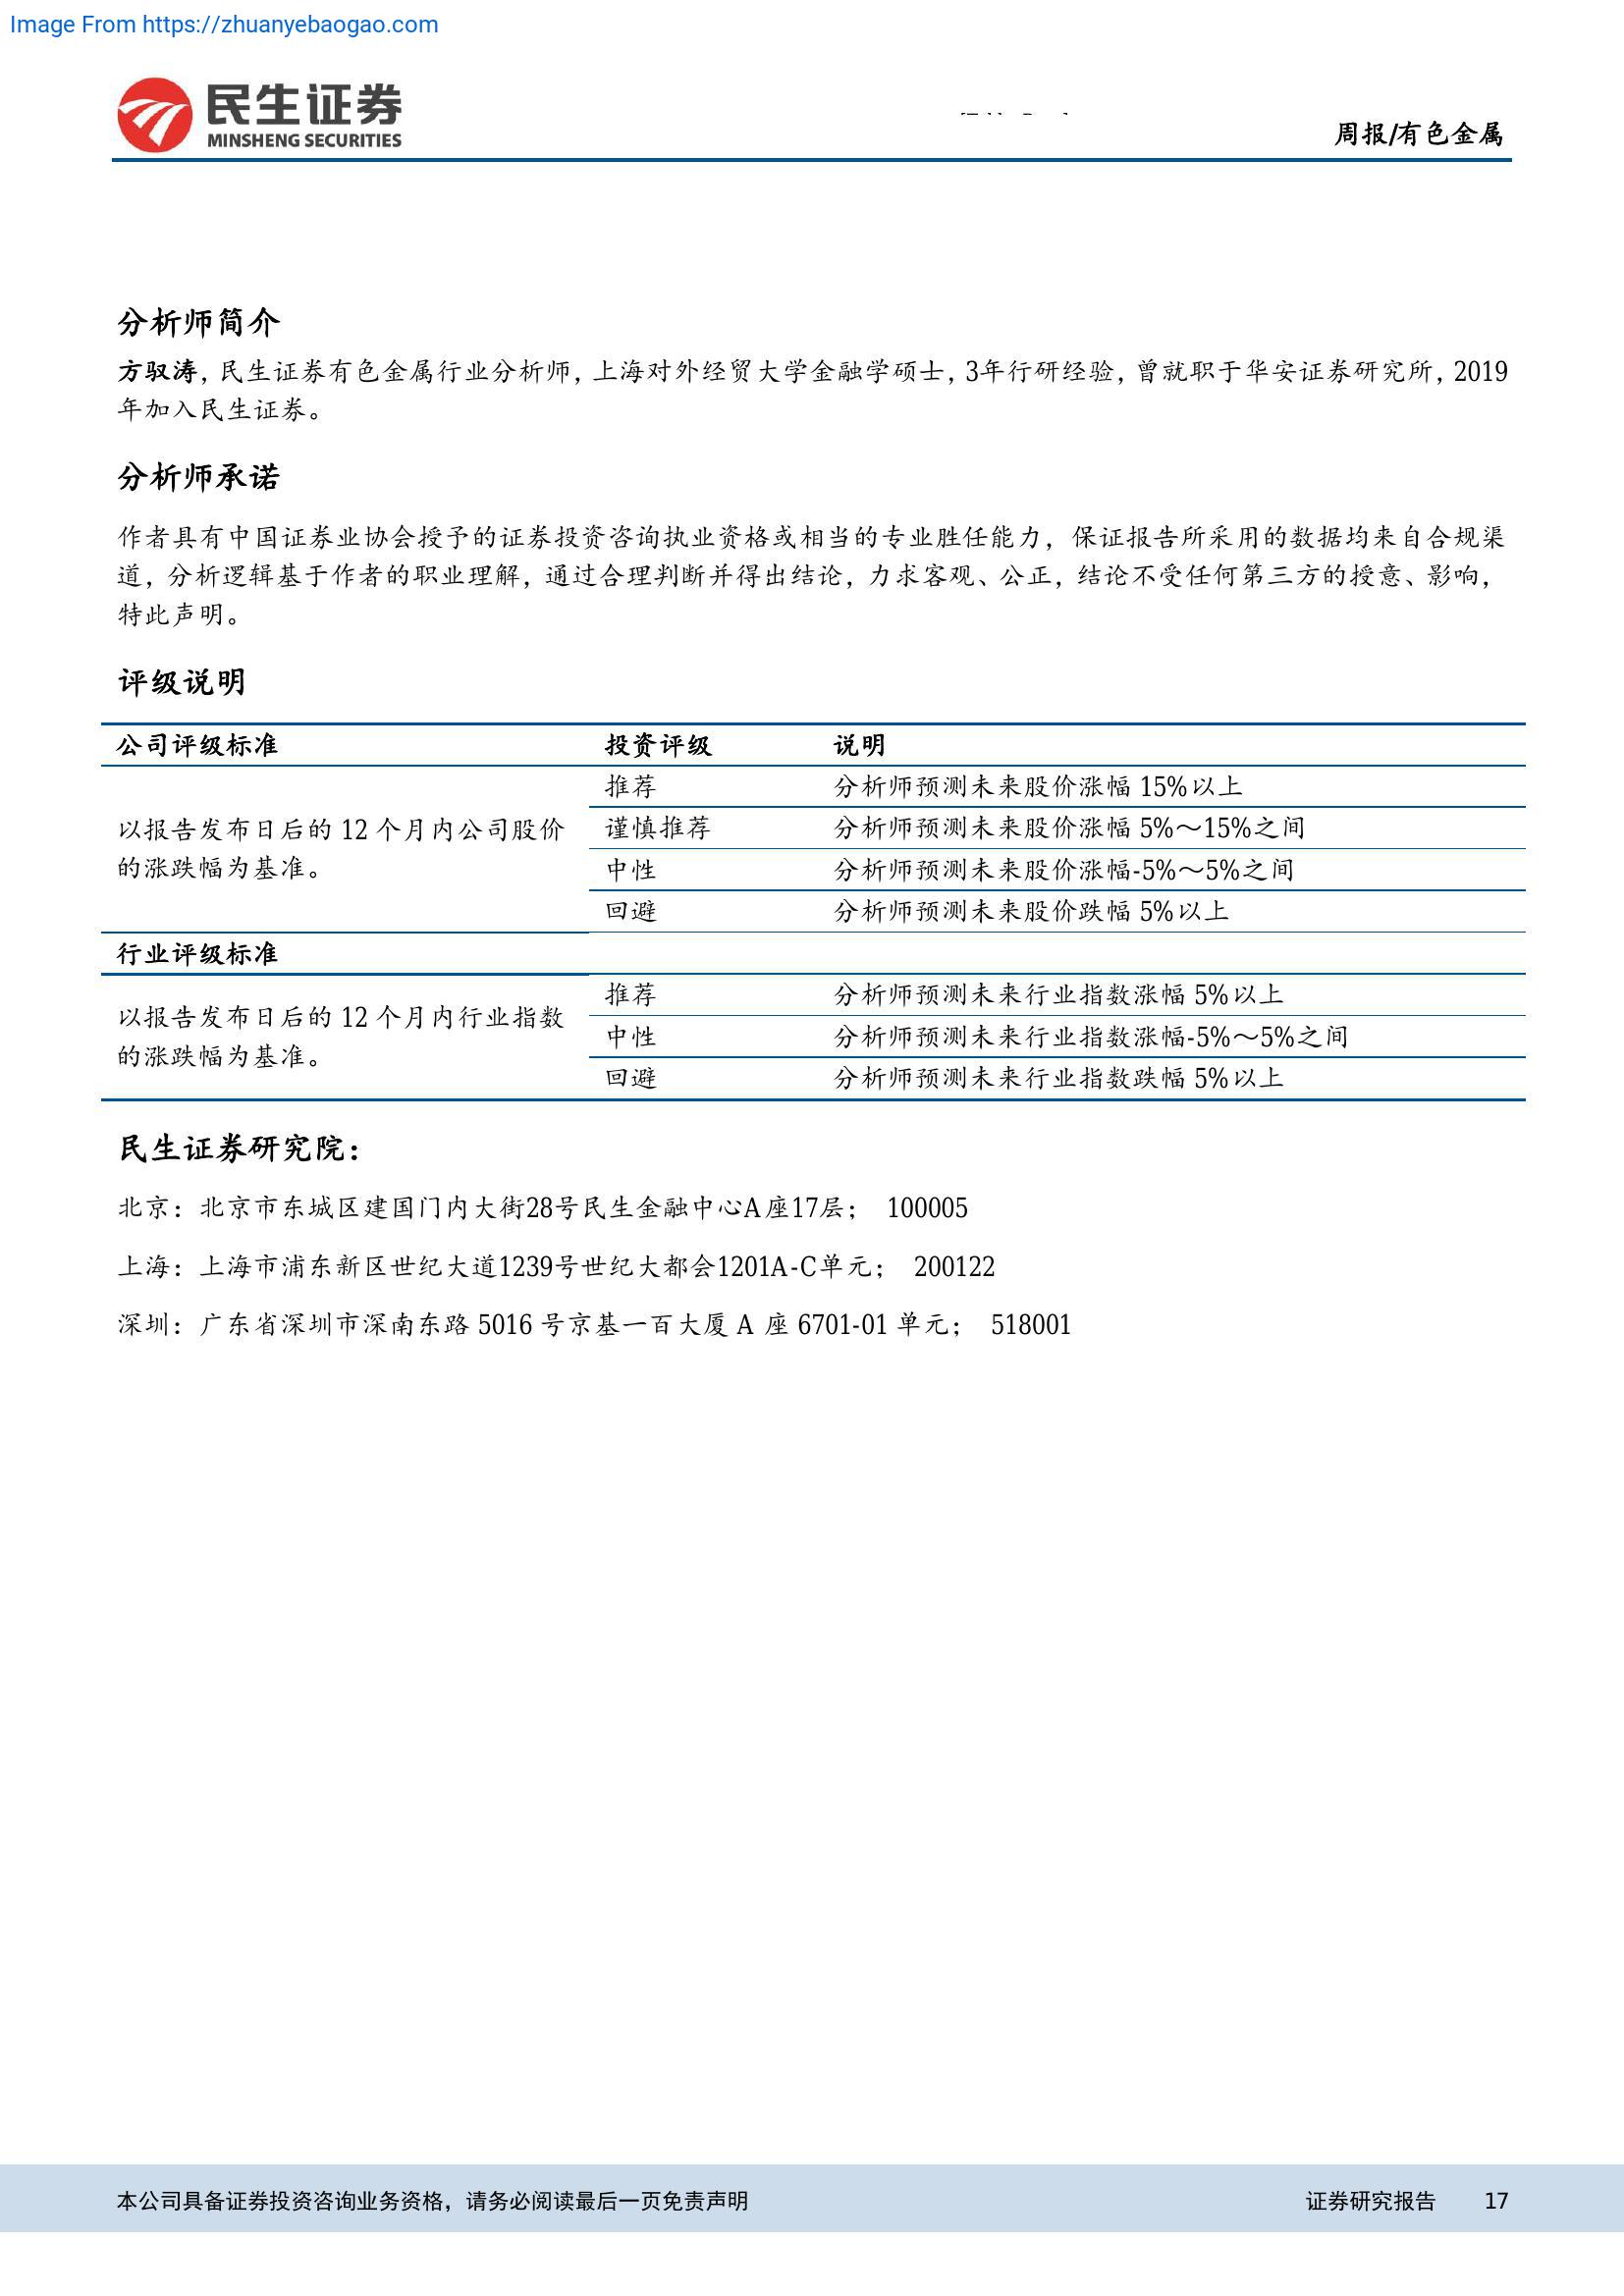 Image From https://zhuanyebaogao.com
民生证券
MINSHENG SECURITIES
周报/有色金属
分析师简介
方驭涛，民生证券有色金属行业分析师，上海对外经贸大学金融学硕士，3年行研经验，曾就职于华安证券研究所，2019
年加入民生证券。
分析师承诺
作者具有中国证券业协会授予的证券投资咨询执业资格或相当的专业胜任能力，保证报告所采用的数据均来自合规渠
道，分析逻辑基于作者的职业理解，通过合理判断并得出结论，力求客观、公正，结论不受任何第三方的授意、影响，
特此声明。
评级说明
公司评级标准 投资评级 说明
以报告发布日后的 12 个月内公司股价
的涨跌幅为基准。
推荐 分析师预测未来股价涨幅 15%以上
谨慎推荐 分析师预测未来股价涨幅 5%～15%之间
中性 分析师预测未来股价涨幅-5%～5%之间
回避 分析师预测未来股价跌幅 5%以上
行业评级标准
以报告发布日后的 12 个月内行业指数
的涨跌幅为基准。
推荐 分析师预测未来行业指数涨幅 5%以上
中性 分析师预测未来行业指数涨幅-5%～5%之间
回避 分析师预测未来行业指数跌幅 5%以上
民生证券研究院：
北京：北京市东城区建国门内大街28号民生金融中心A座17层； 100005
上海：上海市浦东新区世纪大道1239号世纪大都会1201A-C单元； 200122
深圳：广东省深圳市深南东路 5016 号京基一百大厦 A 座 6701-01 单元； 518001
本公司具备证券投资咨询业务资格，请务必阅读最后一页免责声明 证券研究报告 17